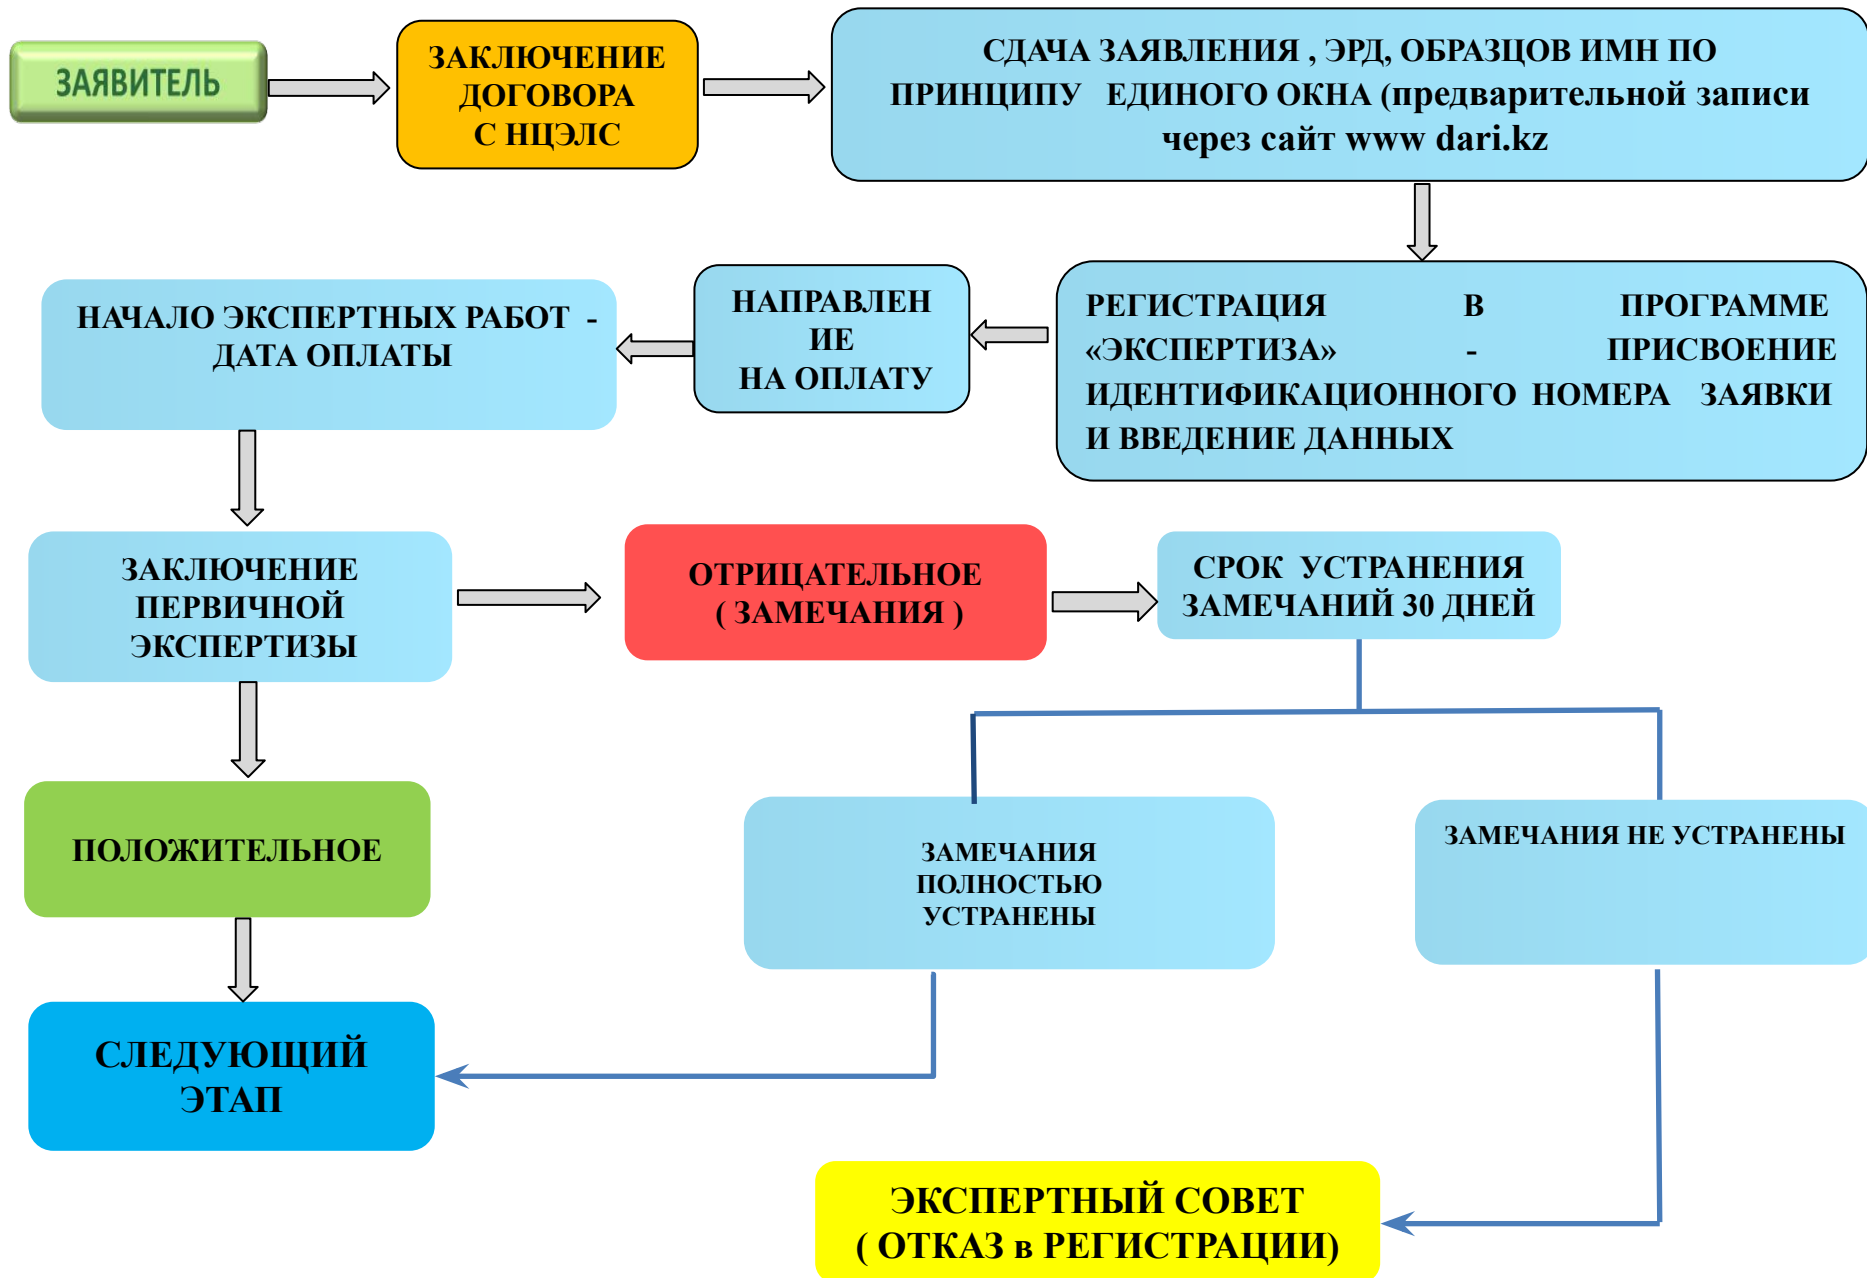 ЗАЯВИТЕЛЬ
ЗАКЛЮЧЕНИЕ
ДОГОВОРА
С НЦЭЛС
СДАЧА ЗАЯВЛЕНИЯ , ЭРД, ОБРАЗЦОВ ИМН ПО
ПРИНЦИПУ ЕДИНОГО ОКНА (предварительной записи
через сайт www dari.kz
РЕГИСТРАЦИЯ В ПРОГРАММЕ
«ЭКСПЕРТИЗА» - ПРИСВОЕНИЕ
ИДЕНТИФИКАЦИОННОГО НОМЕРА ЗАЯВКИ
И ВВЕДЕНИЕ ДАННЫХ
НАПРАВЛЕН
ИЕ
НА ОПЛАТУ
НАЧАЛО ЭКСПЕРТНЫХ РАБОТ -
ДАТА ОПЛАТЫ
ЗАКЛЮЧЕНИЕ
ПЕРВИЧНОЙ
ЭКСПЕРТИЗЫ
ОТРИЦАТЕЛЬНОЕ
( ЗАМЕЧАНИЯ )
СРОК УСТРАНЕНИЯ
ЗАМЕЧАНИЙ 30 ДНЕЙ
ПОЛОЖИТЕЛЬНОЕ
ЗАМЕЧАНИЯ
ПОЛНОСТЬЮ
УСТРАНЕНЫ
ЗАМЕЧАНИЯ НЕ УСТРАНЕНЫ
СЛЕДУЮЩИЙ
ЭТАП
ЭКСПЕРТНЫЙ СОВЕТ
( ОТКАЗ в РЕГИСТРАЦИИ)